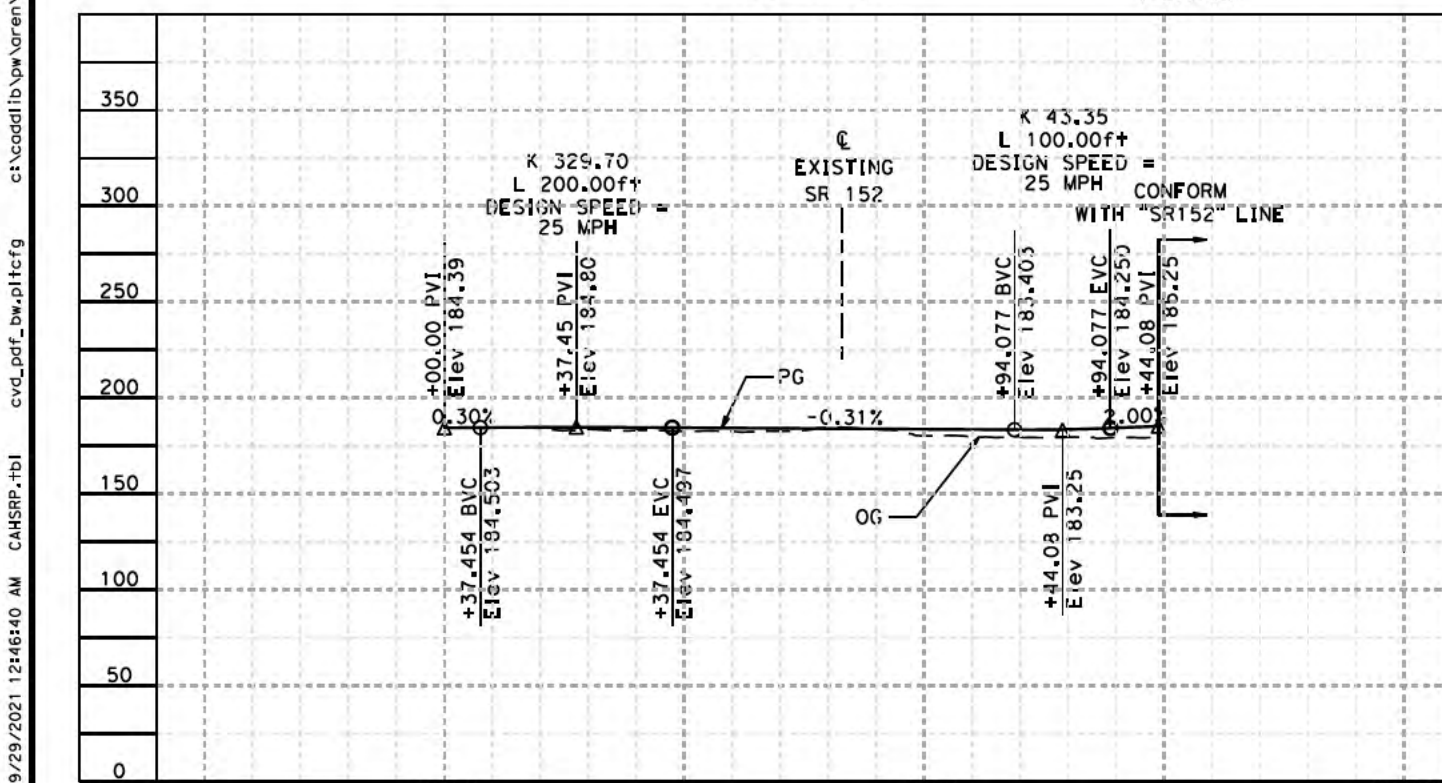 9/29/2021 12:46:40 AM CAHSRP.tbl cvd_pdf_bw.pltcfg c:\caddlib\pw\aren\
350
300
250
200
150
100
50
0
K 329.70
L 200.00ft
DESIGN SPEED =
25 MPH
℄
EXISTING
SR 152
K 43.35
L 100.00ft
DESIGN SPEED =
25 MPH
CONFORM
WITH "SR152" LINE
+00.00 PVI
Elev 184.39
+37.45 PVI
Elev 184.80
+94.077 BVC
Elev 183.403
+94.077 EVC
Elev 184.250
+44.08 PVI
Elev 185.25
PG
0.30%
-0.31%
2.00%
OG
+37.454 BVC
Elev 184.503
+37.454 EVC
Elev 184.497
+44.08 PVI
Elev 183.25